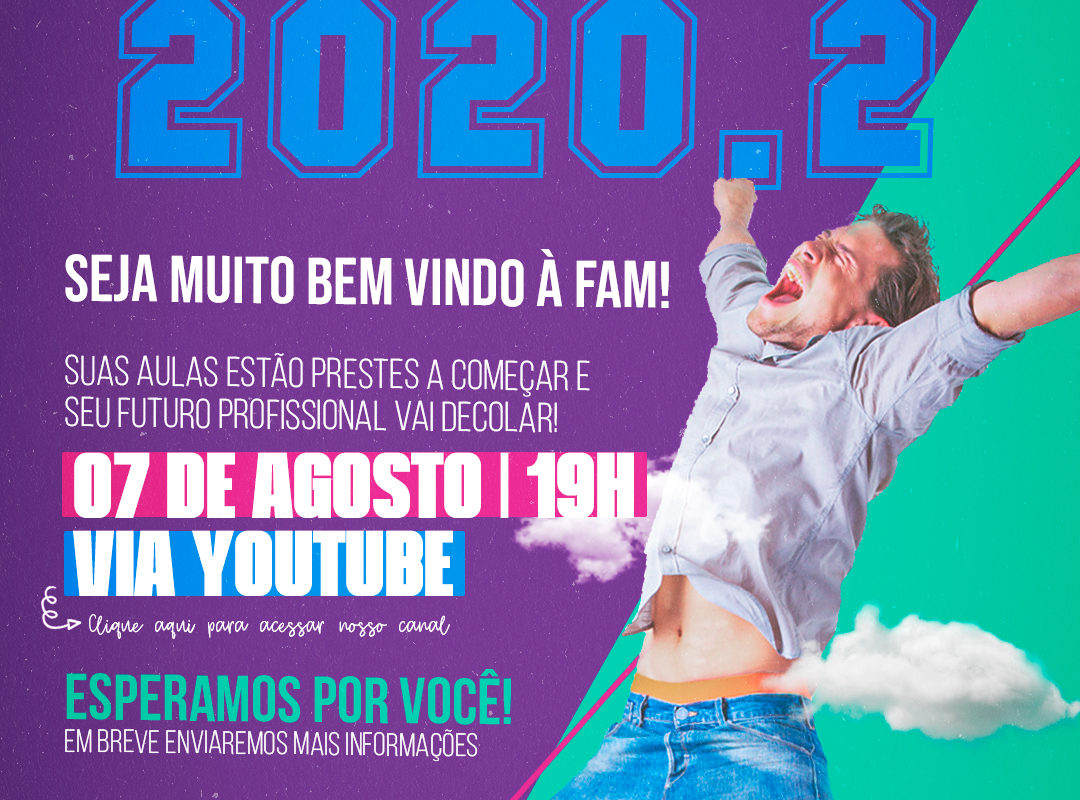 2020.2
SEJA MUITO BEM VINDO À FAM!
SUAS AULAS ESTÃO PRESTES A COMEÇAR E
SEU FUTURO PROFISSIONAL VAI DECOLAR!
07 DE AGOSTO | 19H
VIA YOUTUBE
Clique aqui para acessar nosso canal
ESPERAMOS POR VOCÊ!
EM BREVE ENVIAREMOS MAIS INFORMAÇÕES